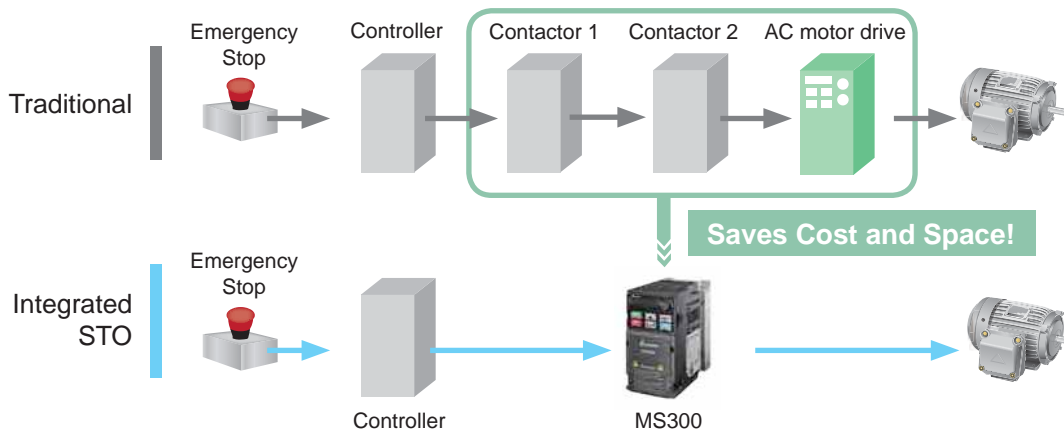 Emergency
Stop
Controller
Contactor 1
Contactor 2
AC motor drive
Traditional
Saves Cost and Space!
Emergency
Stop
Integrated
STO
Controller
MS300